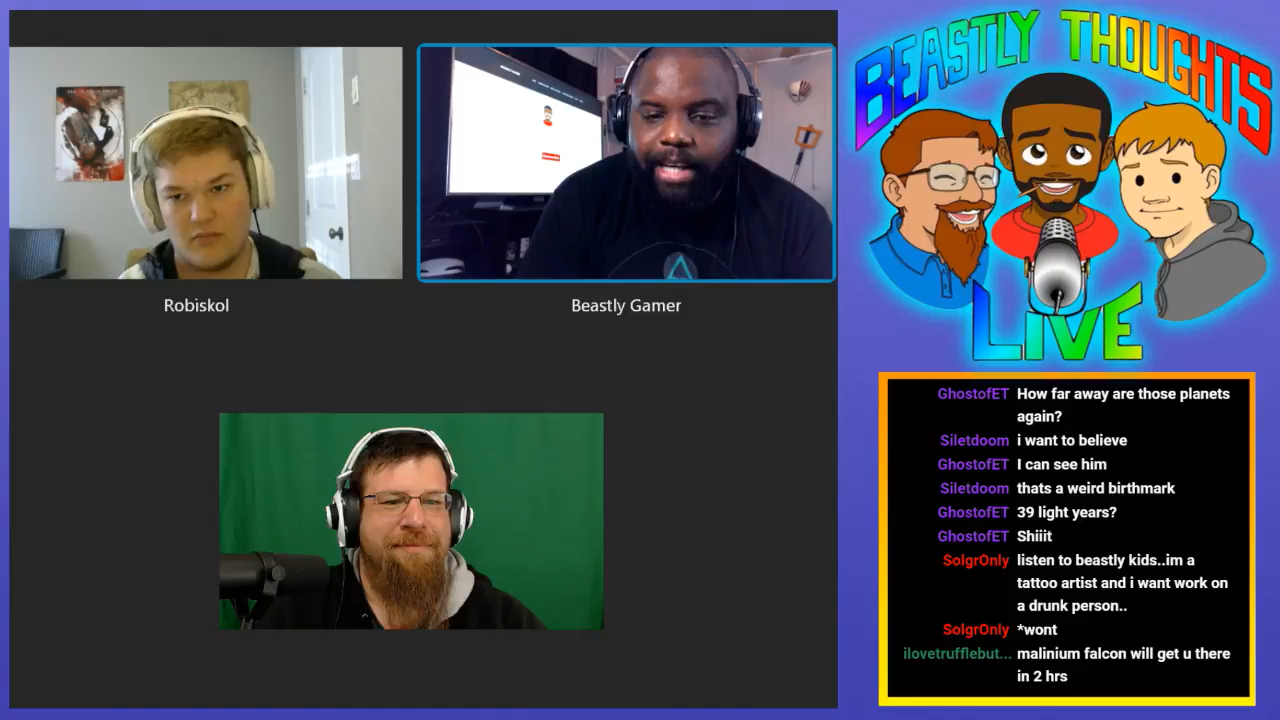 BEASTLY THOUGHTS
LIVE
Robiskol
Beastly Gamer
GhostofET How far away are those planets
again?
Siletdoom i want to believe
GhostofET I can see him
Siletdoom thats a weird birthmark
GhostofET 39 light years?
GhostofET Shiiit
SolgrOnly listen to beastly kids..im a
tattoo artist and i want work on
a drunk person..
SolgrOnly *wont
ilovetrufflebut... malinium falcon will get u there
in 2 hrs